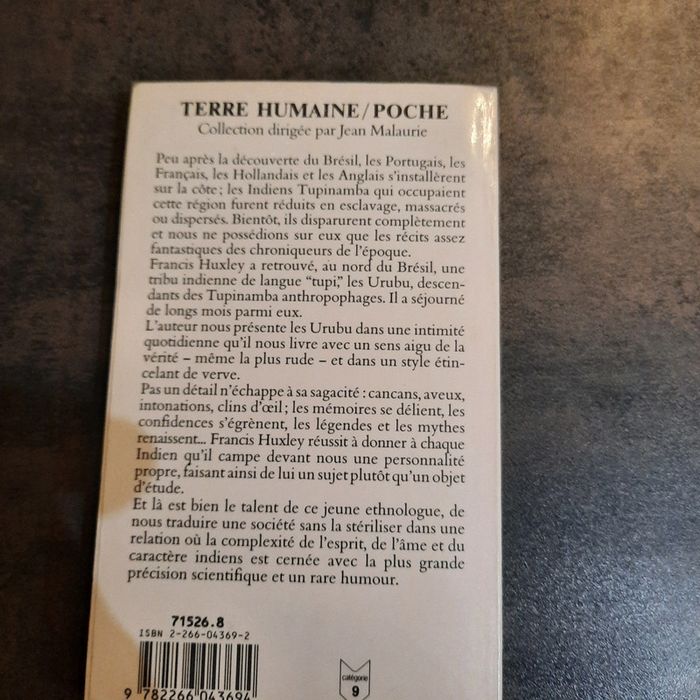 TERRE HUMAINE/POCHE
Collection dirigée par Jean Malaurie
Peu après la découverte du Brésil, les Portugais, les
Français, les Hollandais et les Anglais s'installèrent
sur la côte ; les Indiens Tupinamba qui occupaient
cette région furent réduits en esclavage, massacrés
ou dispersés. Bientôt, ils disparurent complètement
et nous ne possédions sur eux que les récits assez
fantastiques des chroniqueurs de l'époque.
Francis Huxley a retrouvé, au nord du Brésil, une
tribu indienne de langue "tupi," les Urubu, descen-
dants des Tupinamba anthropophages. Il a séjourné
de longs mois parmi eux.
L'auteur nous présente les Urubu dans une intimité
quotidienne qu'il nous livre avec un sens aigu de la
vérité – même la plus rude – et dans un style étin-
celant de verve.
Pas un détail n'échappe à sa sagacité : cancans, aveux,
intonations, clins d'œil ; les mémoires se délient, les
confidences s'égrènent, les légendes et les mythes
renaissent... Francis Huxley réussit à donner à chaque
Indien qu'il campe devant nous une personnalité
propre, faisant ainsi de lui un sujet plutôt qu'un objet
d'étude.
Et là est bien le talent de ce jeune ethnologue, de
nous traduire une société sans la stériliser dans une
relation où la complexité de l'esprit, de l'âme et du
caractère indiens est cernée avec la plus grande
précision scientifique et un rare humour.
71526.8
ISBN 2-266-04369-2
9 782266 043694
catégorie
9